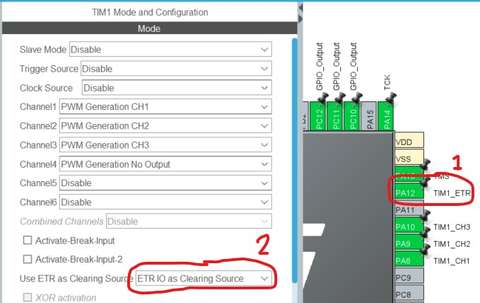 TIM1 Mode and Configuration
Mode
Slave Mode Disable
Trigger Source Disable
Clock Source Disable
Channel1 PWM Generation CH1
Channel2 PWM Generation CH2
Channel3 PWM Generation CH3
Channel4 PWM Generation No Output
Channel5 Disable
Channel6 Disable
Combined Channels Disable
Activate-Break-Input
Activate-Break-Input-2
2
Use ETR as Clearing Source ETR IO as Clearing Source
XOR activation
GPIO_Output
GPIO_Output
GPIO_Output
TCK
PC12
PC11
PC10
PA15
PA14
VDD
VSS
1
PA12 TIM1_ETR
PA11
PA10 TIM1_CH3
PA9 TIM1_CH2
PA8 TIM1_CH1
PC9
PC8